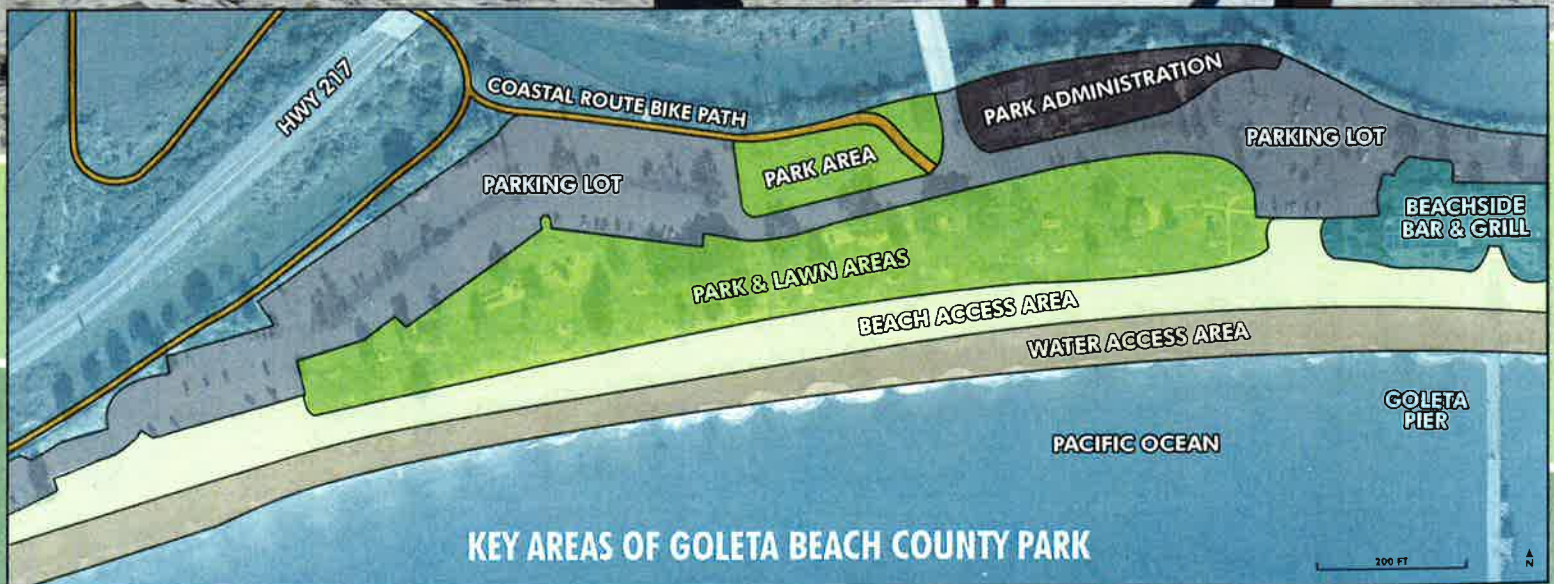 HWY 217
COASTAL ROUTE BIKE PATH
PARK ADMINISTRATION
PARKING LOT
PARK AREA
PARKING LOT
BEACHSIDE
BAR & GRILL
PARK & LAWN AREAS
BEACH ACCESS AREA
WATER ACCESS AREA
GOLETA
PIER
PACIFIC OCEAN
KEY AREAS OF GOLETA BEACH COUNTY PARK
200 FT
N